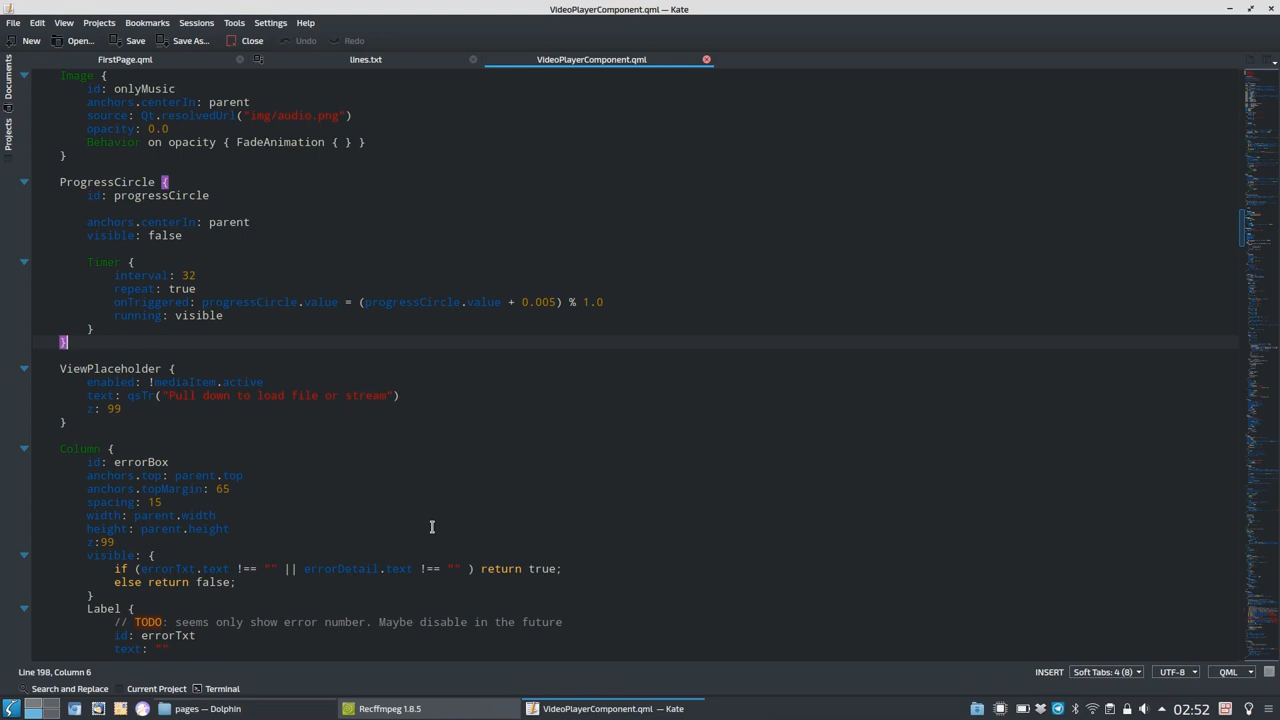 VideoPlayerComponent.qml — Kate
File Edit View Projects Bookmarks Sessions Tools Settings Help
New Open... Save Save As... Close Undo Redo
FirstPage.qml lines.txt VideoPlayerComponent.qml
Documents
Projects
Image {
id: onlyMusic
anchors.centerIn: parent
source: Qt.resolvedUrl("img/audio.png")
opacity: 0.0
Behavior on opacity { FadeAnimation { } }
}
ProgressCircle {
id: progressCircle
anchors.centerIn: parent
visible: false
Timer {
interval: 32
repeat: true
onTriggered: progressCircle.value = (progressCircle.value + 0.005) % 1.0
running: visible
}
}
ViewPlaceholder {
enabled: !mediaItem.active
text: qsTr("Pull down to load file or stream")
z: 99
}
Column {
id: errorBox
anchors.top: parent.top
anchors.topMargin: 65
spacing: 15
width: parent.width
height: parent.height
z:99
visible: {
if (errorTxt.text !== "" || errorDetail.text !== "" ) return true;
else return false;
}
Label {
// TODO: seems only show error number. Maybe disable in the future
id: errorTxt
text: ""
Line 198, Column 6 INSERT Soft Tabs: 4 (8) UTF-8 QML
Search and Replace Current Project Terminal
pages — Dolphin Recffmpeg 1.8.5 VideoPlayerComponent.qml — Kate 02:52